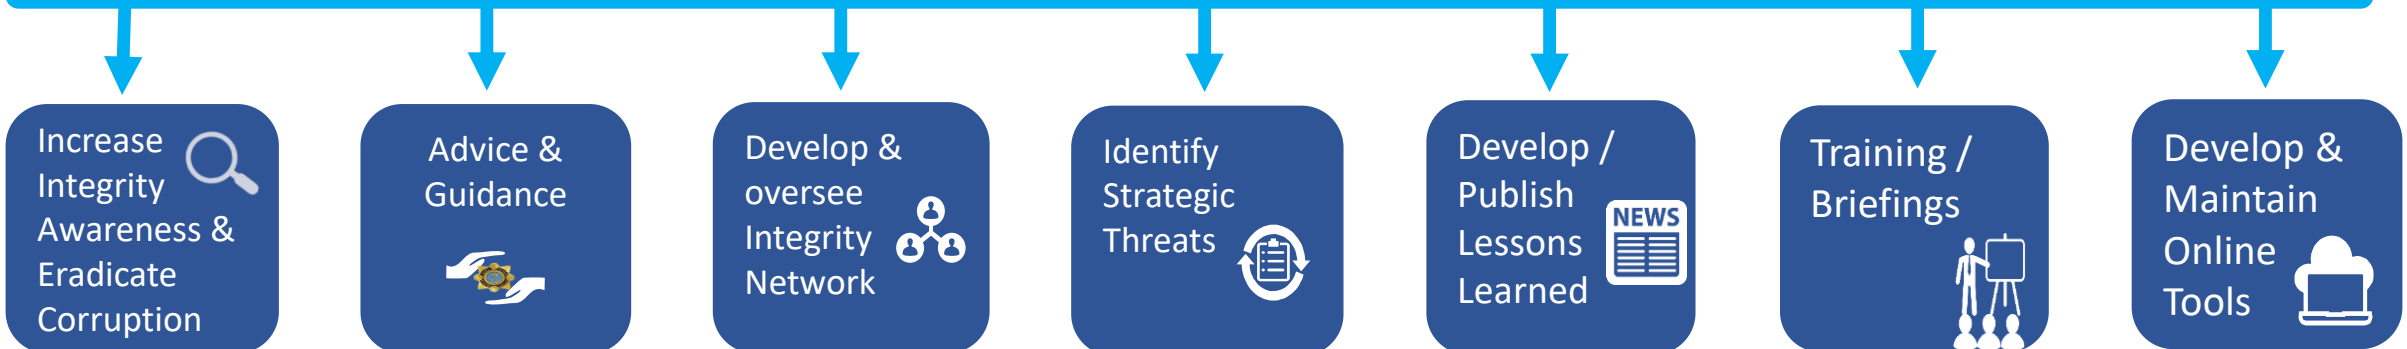 Increase
Integrity
Awareness &
Eradicate
Corruption
Advice &
Guidance
Develop &
oversee
Integrity
Network
Identify
Strategic
Threats
Develop /
Publish
Lessons
Learned
NEWS
Training /
Briefings
Develop &
Maintain
Online
Tools